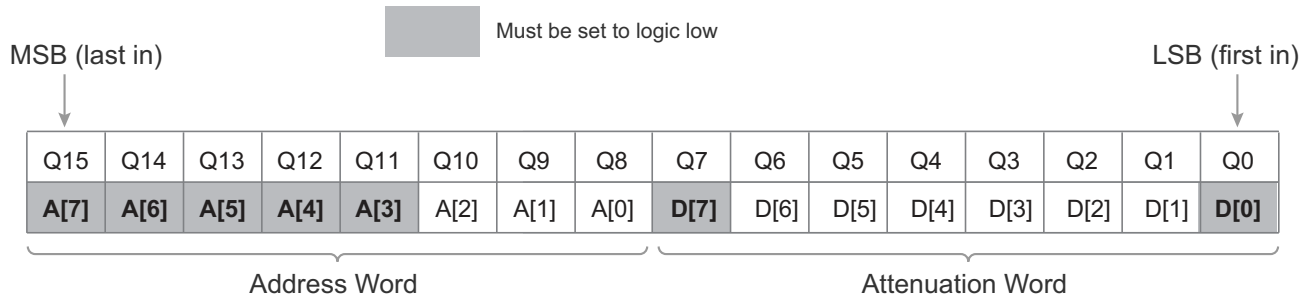 Must be set to logic low
MSB (last in)
LSB (first in)
Q15 Q14 Q13 Q12 Q11 Q10 Q9 Q8 Q7 Q6 Q5 Q4 Q3 Q2 Q1 Q0
A[7] A[6] A[5] A[4] A[3] A[2] A[1] A[0] D[7] D[6] D[5] D[4] D[3] D[2] D[1] D[0]
Address Word
Attenuation Word